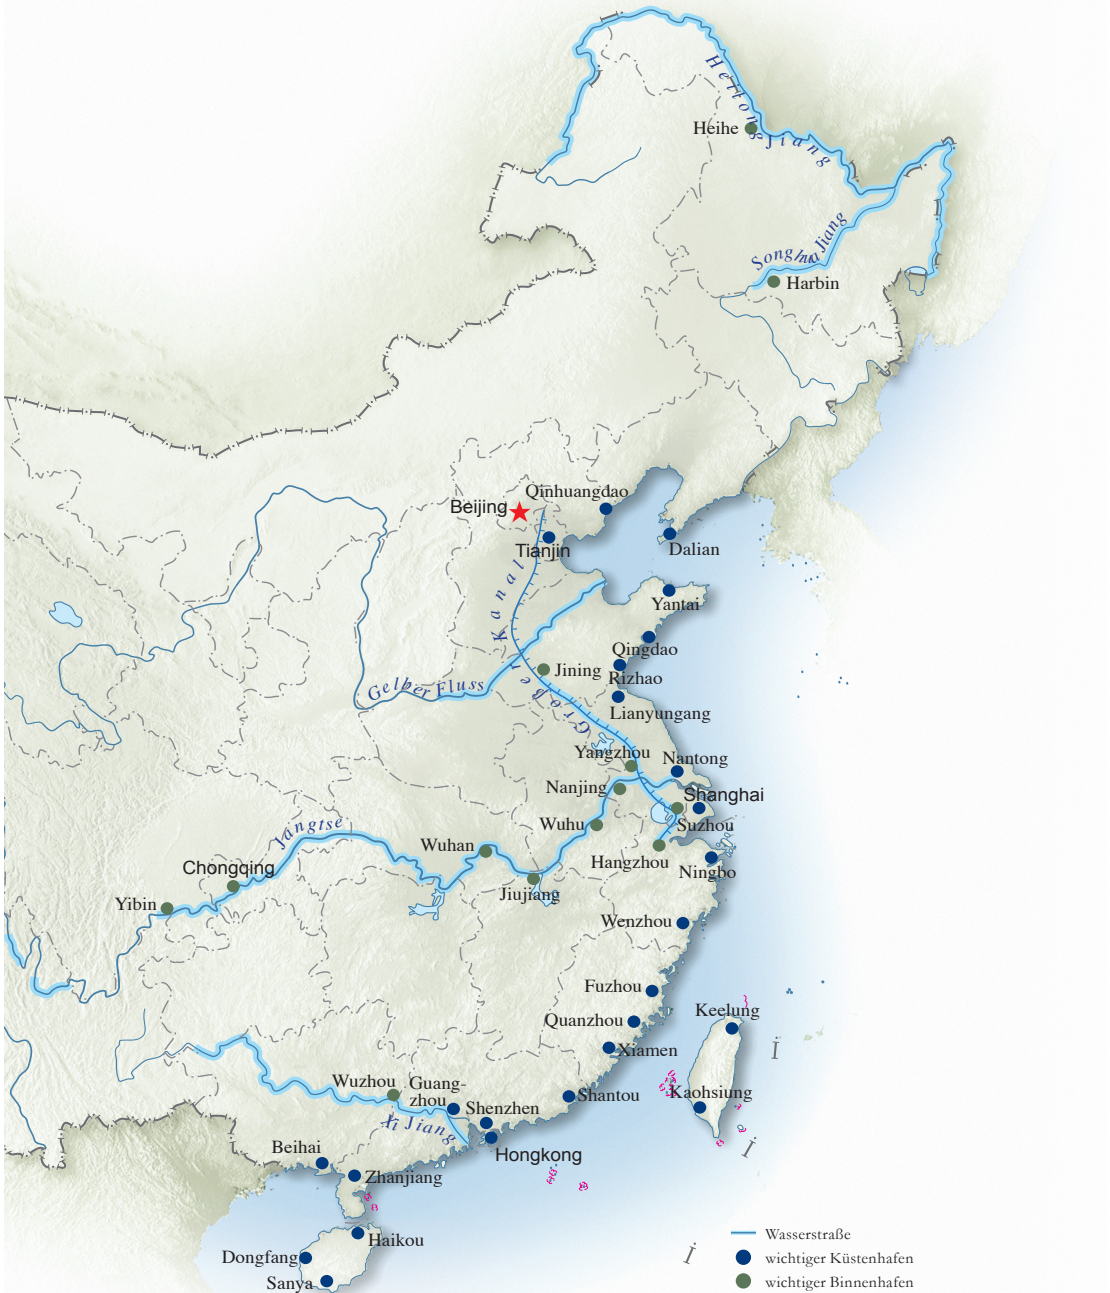 Heilong Jiang
Heihe
Songhua Jiang
Harbin
Qinhuangdao
Beijing
Tianjin
Dalian
Yantai
Großer Kanal
Qingdao
Jining
Rizhao
Gelber Fluss
Lianyungang
Yangzhou
Nantong
Nanjing
Shanghai
Wuhu
Suzhou
Jangtse
Wuhan
Hangzhou
Chongqing
Ningbo
Jiujiang
Yibin
Wenzhou
Fuzhou
Keelung
Quanzhou
Xiamen
Wuzhou
Guang-
zhou
Shantou
Kaohsiung
Shenzhen
Xi Jiang
Beihai
Hongkong
Zhanjiang
Haikou
Dongfang
Sanya
Wasserstraße
wichtiger Küstenhafen
wichtiger Binnenhafen